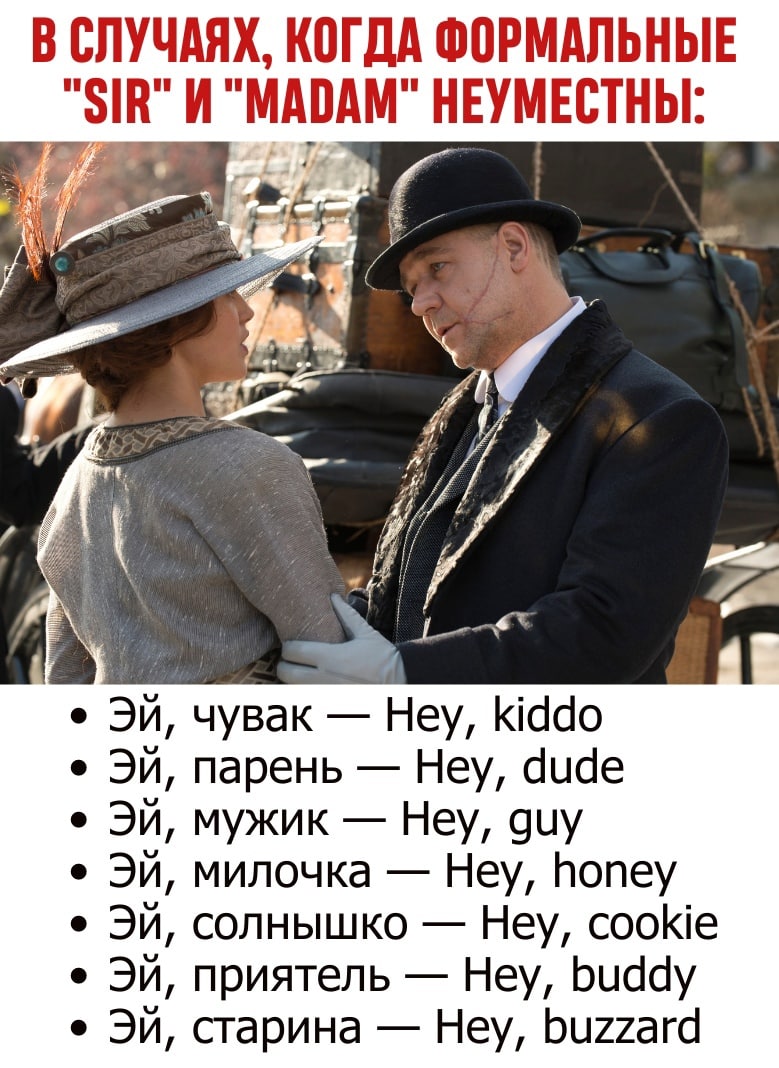 В СЛУЧАЯХ, КОГДА ФОРМАЛЬНЫЕ
"SIR" И "MADAM" НЕУМЕСТНЫ:
• Эй, чувак — Hey, kiddo
• Эй, парень — Hey, dude
• Эй, мужик — Hey, guy
• Эй, милочка — Hey, honey
• Эй, солнышко — Hey, cookie
• Эй, приятель — Hey, buddy
• Эй, старина — Hey, buzzard